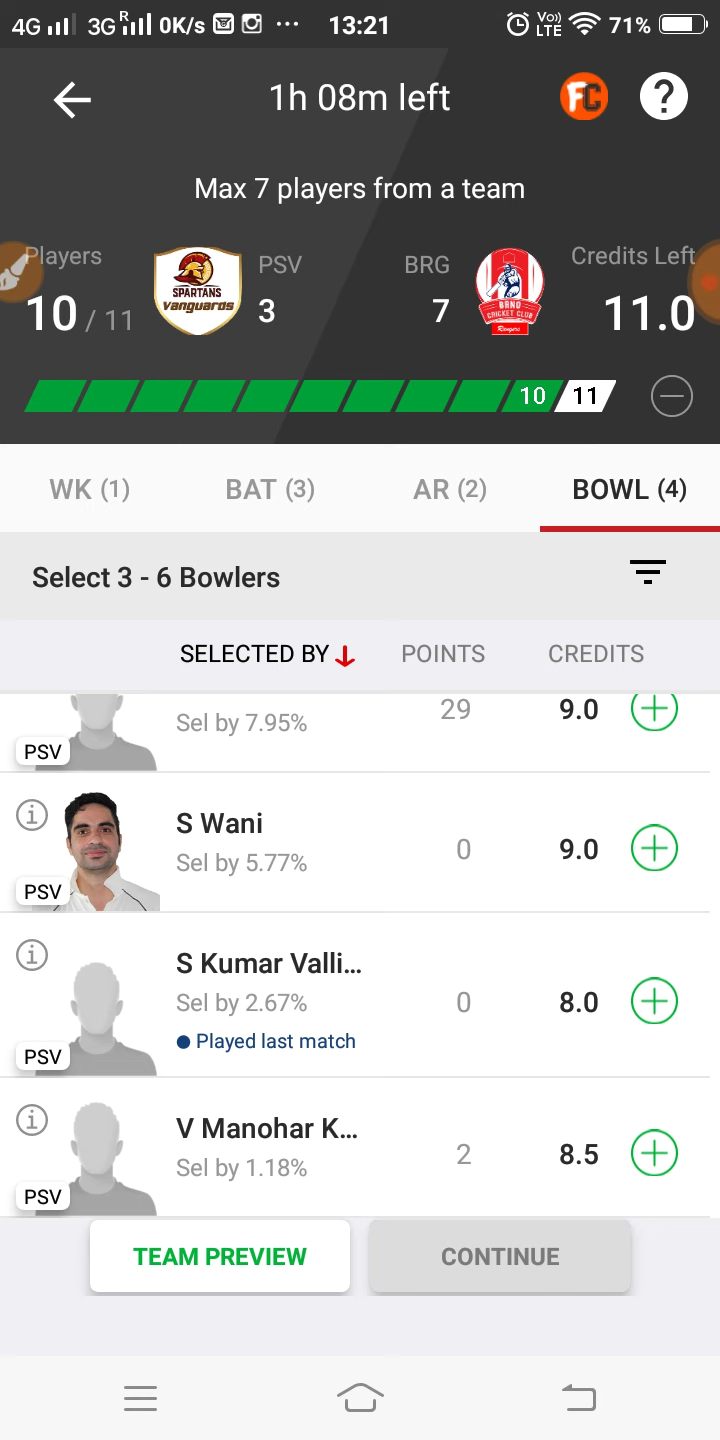 4G 3G R 0K/s 13:21 Vo)) LTE 71%
1h 08m left FC ?
Max 7 players from a team
Players PSV BRG Credits Left
10 / 11 3 7 11.0
SPARTANS
Vanguards
BRNO
CRICKET CLUB
Rangers
10 11
WK (1) BAT (3) AR (2) BOWL (4)
Select 3 - 6 Bowlers
SELECTED BY POINTS CREDITS
Sel by 7.95% 29 9.0
PSV
S Wani
Sel by 5.77% 0 9.0
PSV
S Kumar Valli...
Sel by 2.67% 0 8.0
Played last match
PSV
V Manohar K...
Sel by 1.18% 2 8.5
PSV
TEAM PREVIEW CONTINUE